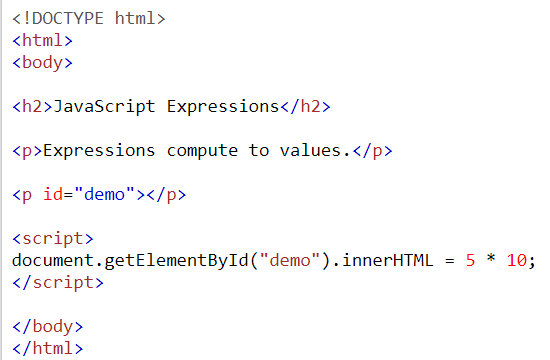 <!DOCTYPE html>
<html>
<body>
<h2>JavaScript Expressions</h2>
<p>Expressions compute to values.</p>
<p id="demo"></p>
<script>
document.getElementById("demo").innerHTML = 5 * 10;
</script>
</body>
</html>